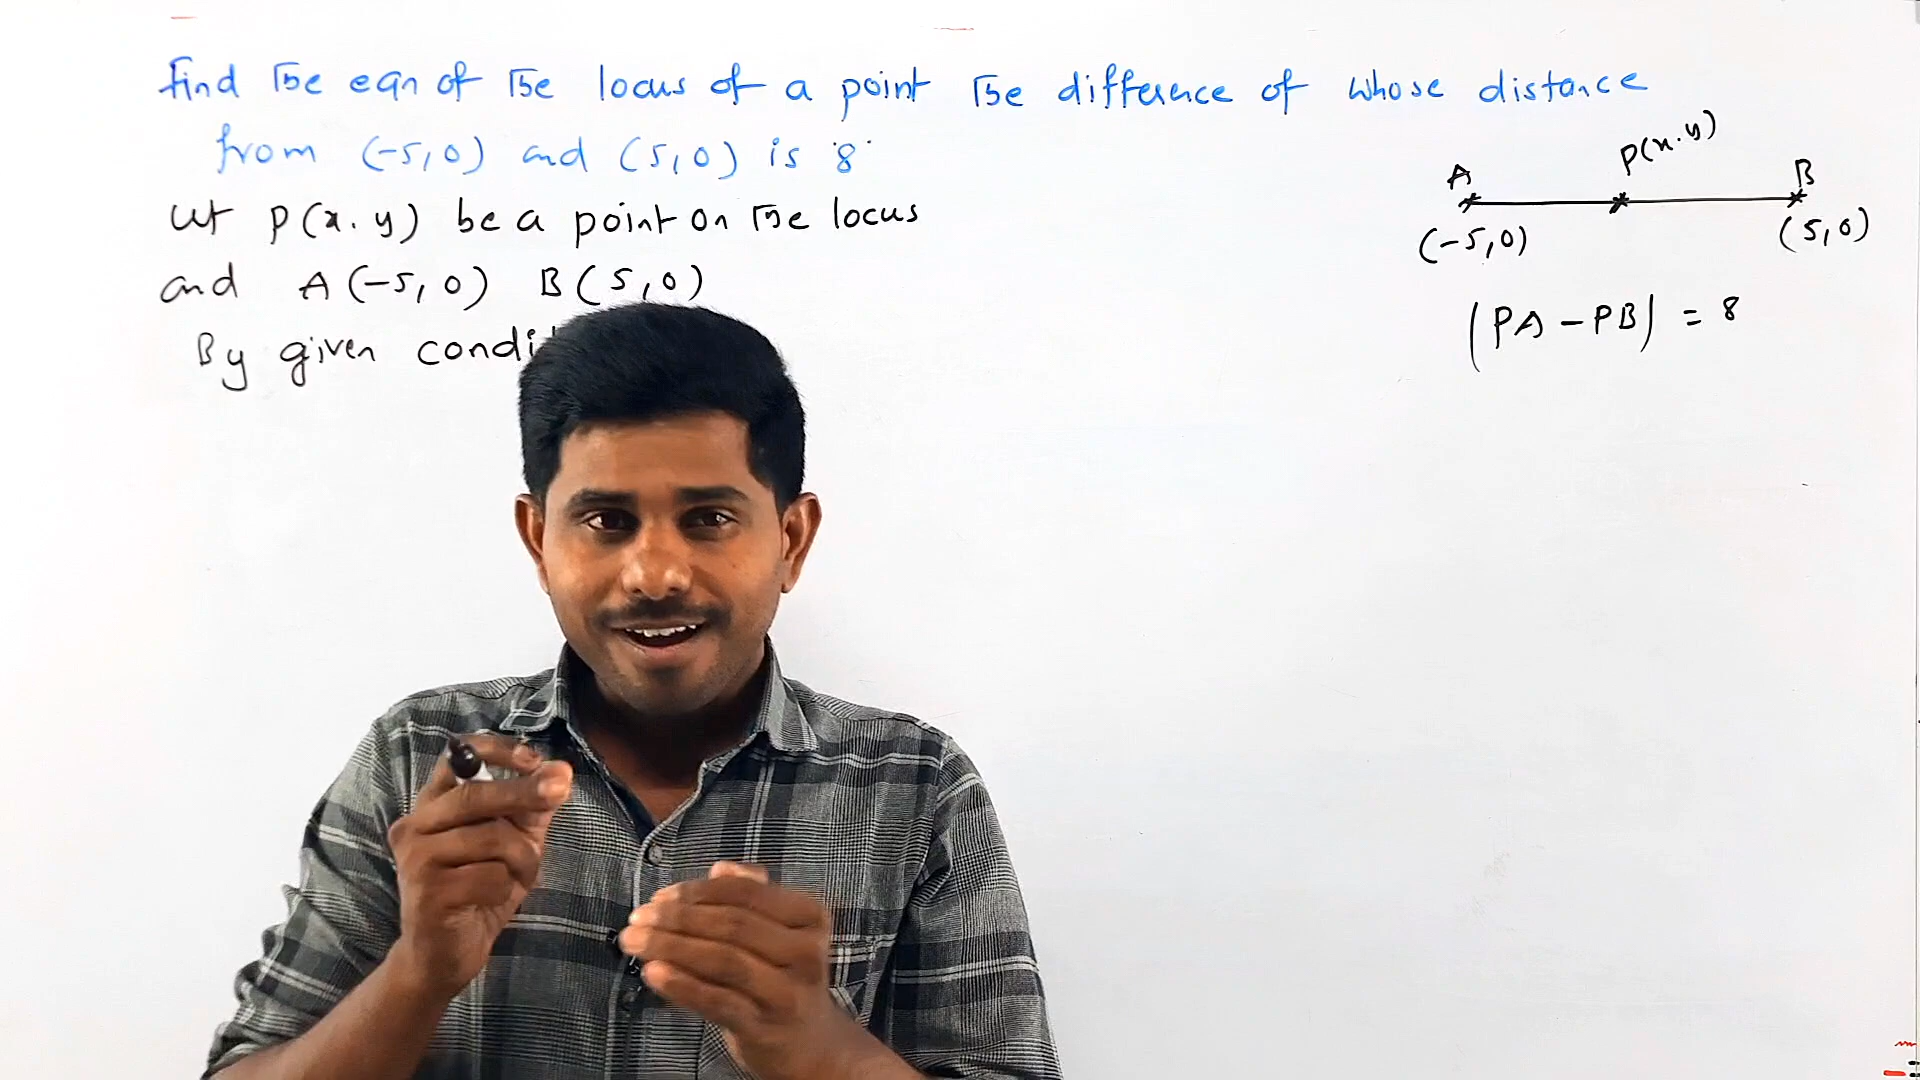 Find the eqn of the locus of a point the difference of whose distance
from (-5,0) and (5,0) is 8
Let P(x.y) be a point on the locus
and A(-5,0) B(5,0)
By given
P(x.y)
A B
(-5,0) (5,0)
|PA-PB| = 8